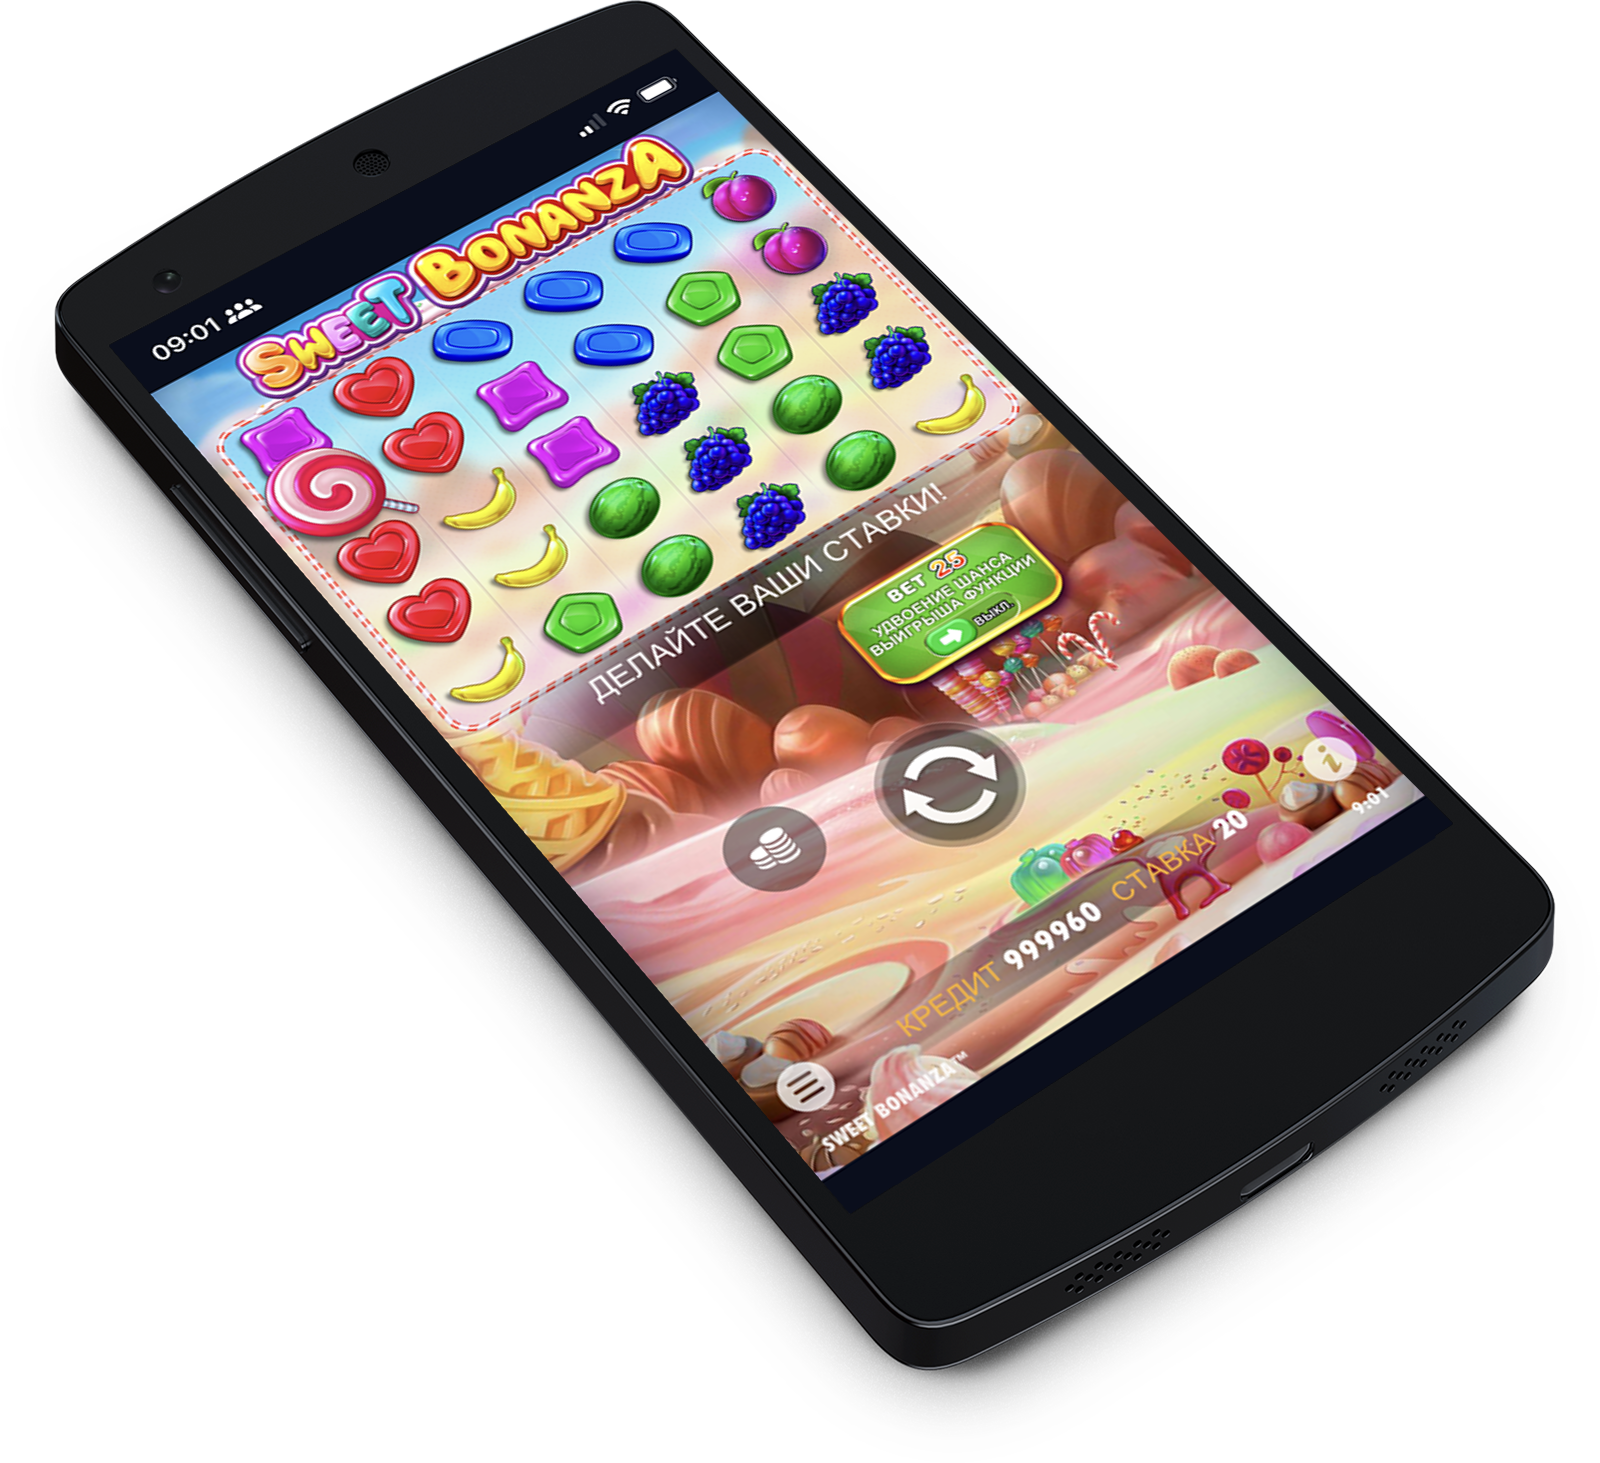 09:01
SWEET BONANZA
ДЕЛАЙТЕ ВАШИ СТАВКИ!
BET 25
УДВОЕНИЕ ШАНСА
ВЫИГРЫША ФУНКЦИИ
ВЫКЛ.
КРЕДИТ 999960 СТАВКА 20
SWEET BONANZA™
9:01